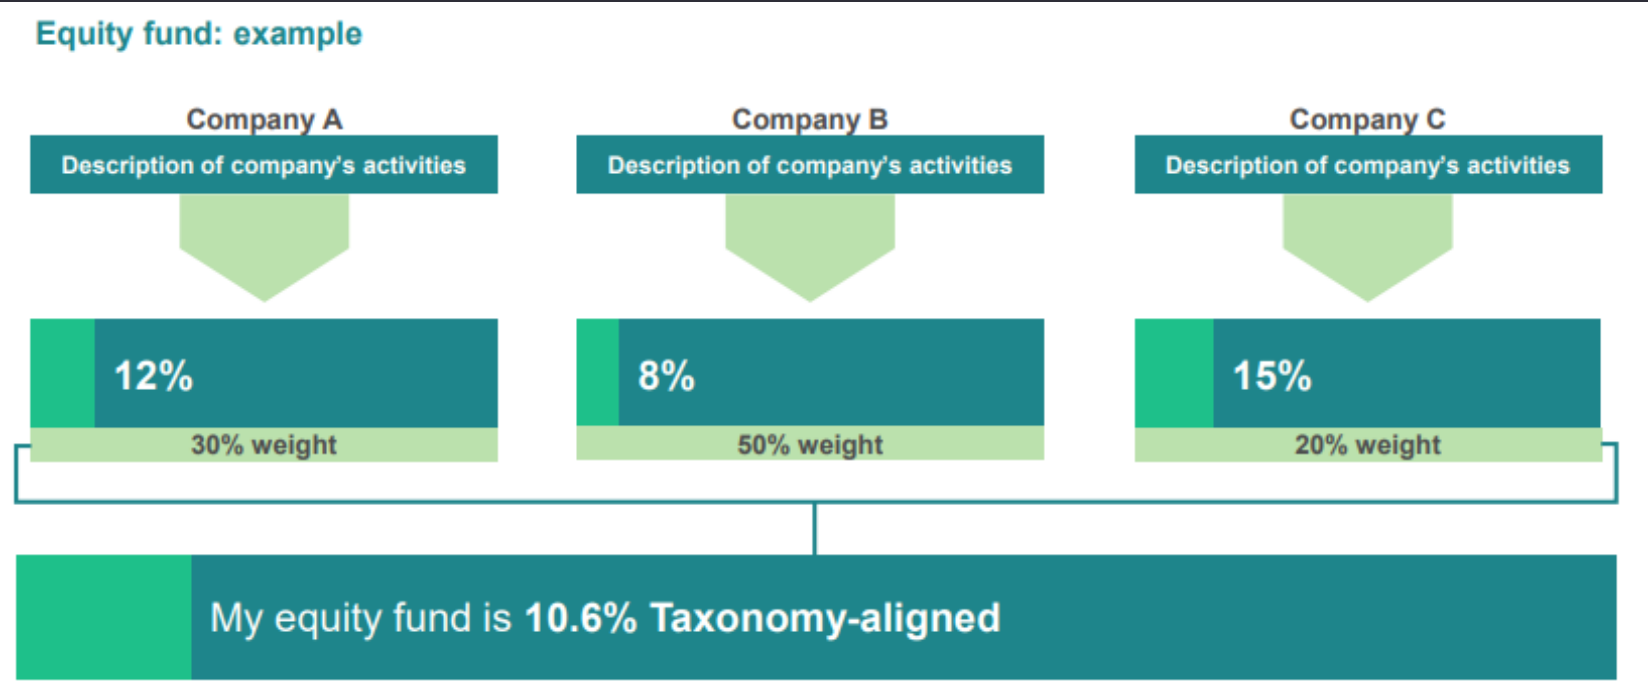 Equity fund: example
Company A
Company B
Company C
Description of company's activities
Description of company's activities
Description of company's activities
12%
8%
15%
30% weight
50% weight
20% weight
My equity fund is 10.6% Taxonomy-aligned